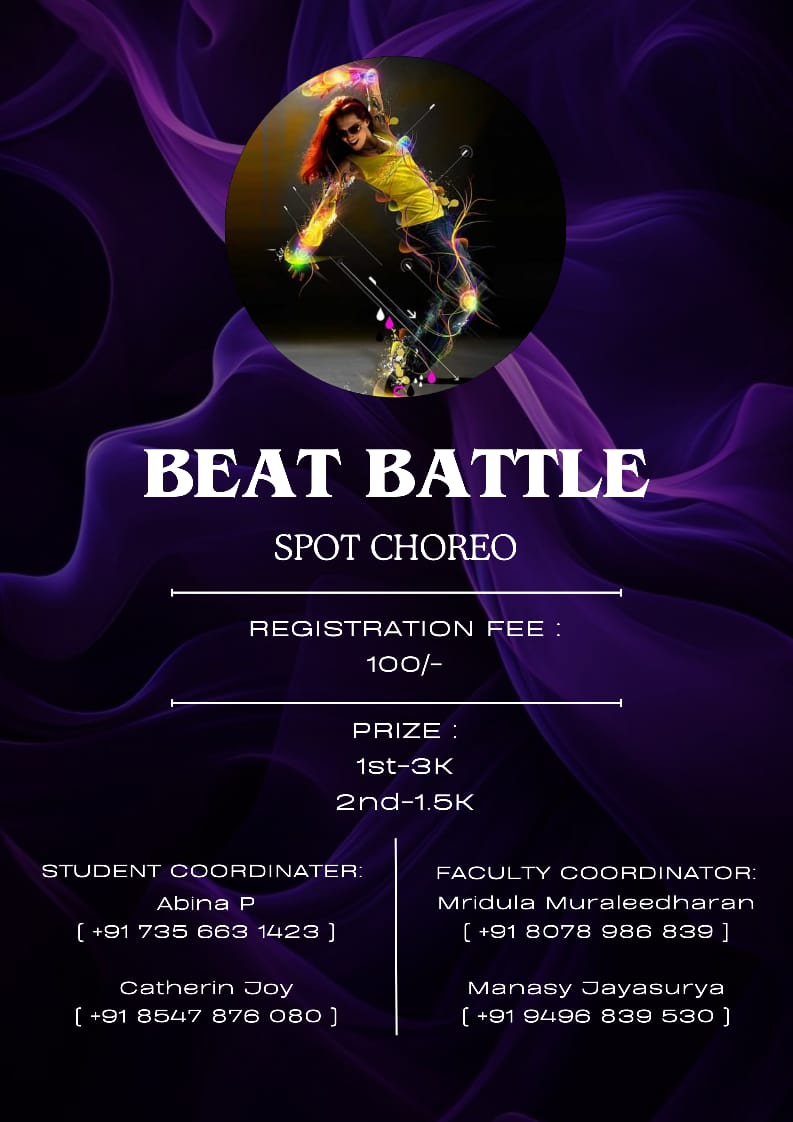 BEAT BATTLE
SPOT CHOREO
REGISTRATION FEE :
100/-
PRIZE :
1st-3K
2nd-1.5K
STUDENT COORDINATER:
Abina P
[ +91 735 663 1423 ]
Catherin Joy
[ +91 8547 876 080 ]
FACULTY COORDINATOR:
Mridula Muraleedharan
[ +91 8078 986 839 ]
Manasy Jayasurya
[ +91 9496 839 530 ]